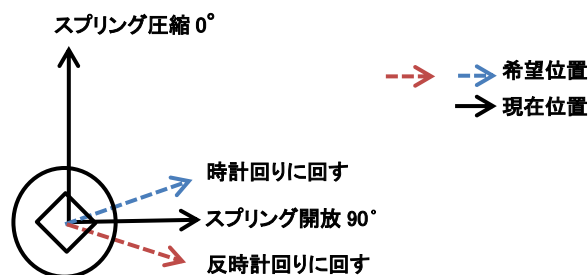 スプリング圧縮 0°
希望位置
現在位置
時計回りに回す
スプリング開放 90°
反時計回りに回す